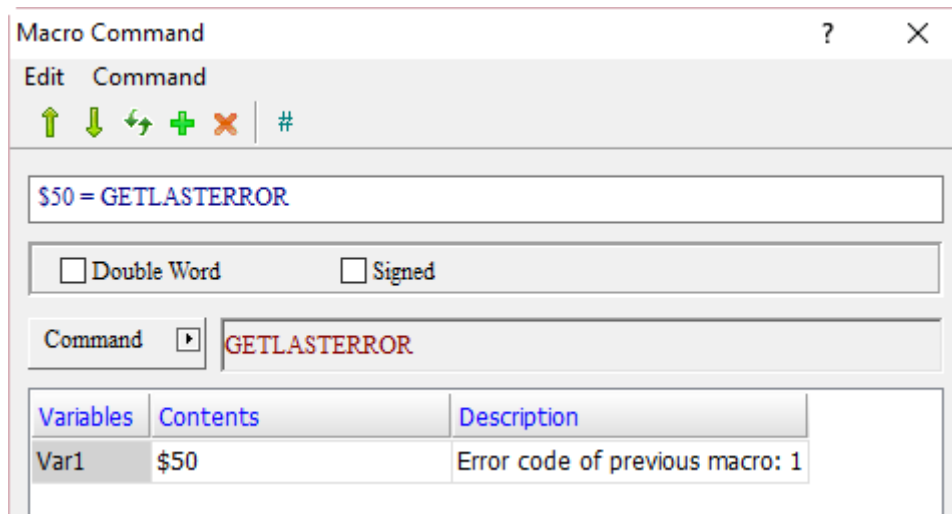 Macro Command ?
Edit Command
#
$50 = GETLASTERROR
Double Word Signed
Command GETLASTERROR
Variables Contents Description
Var1 $50 Error code of previous macro: 1